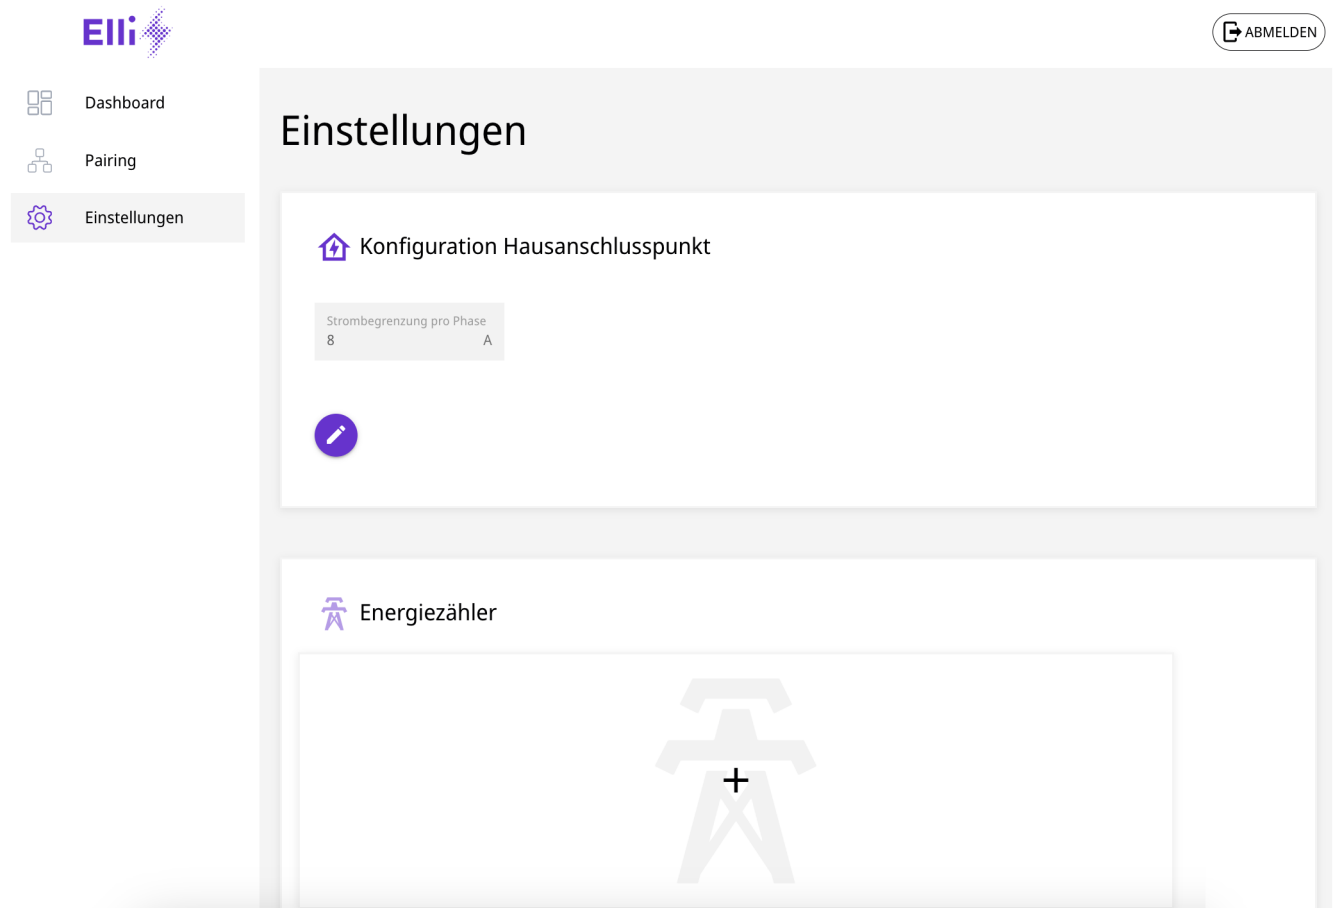 Elli
ABMELDEN
Dashboard
Pairing
Einstellungen
Einstellungen
Konfiguration Hausanschlusspunkt
Strombegrenzung pro Phase
8 A
Energiezähler